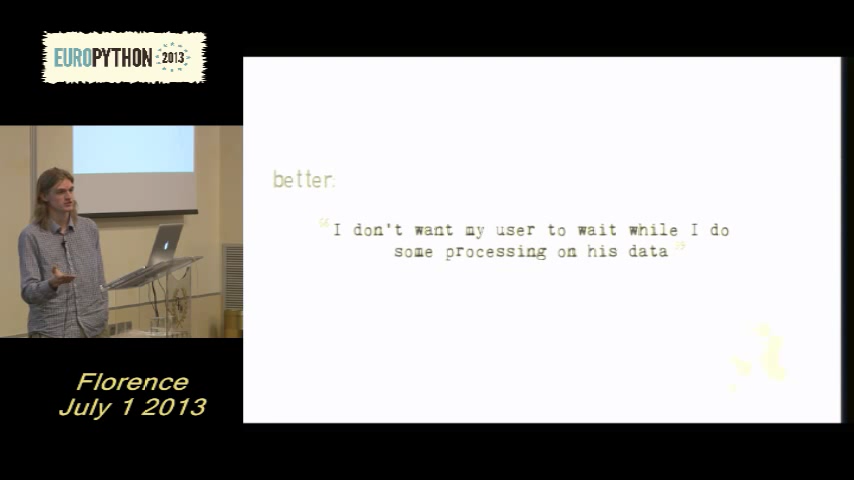 EUROPYTHON 2013
better:
"I don't want my user to wait while I do
some processing on his data"
Florence
July 1 2013